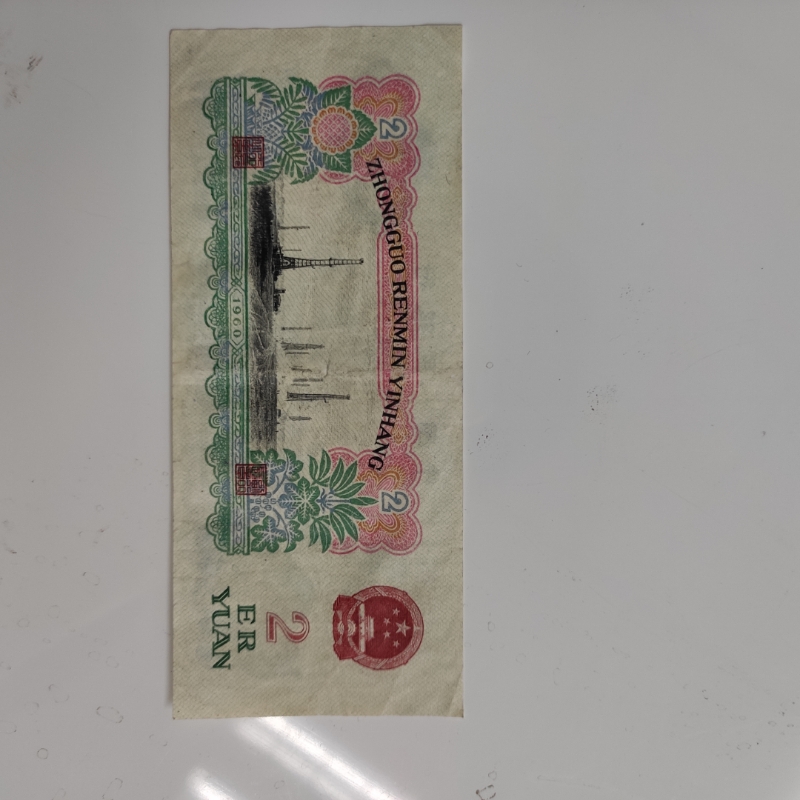 2
ZHONGGUO RENMIN YINHANG
2
1960
2
ER
YUAN